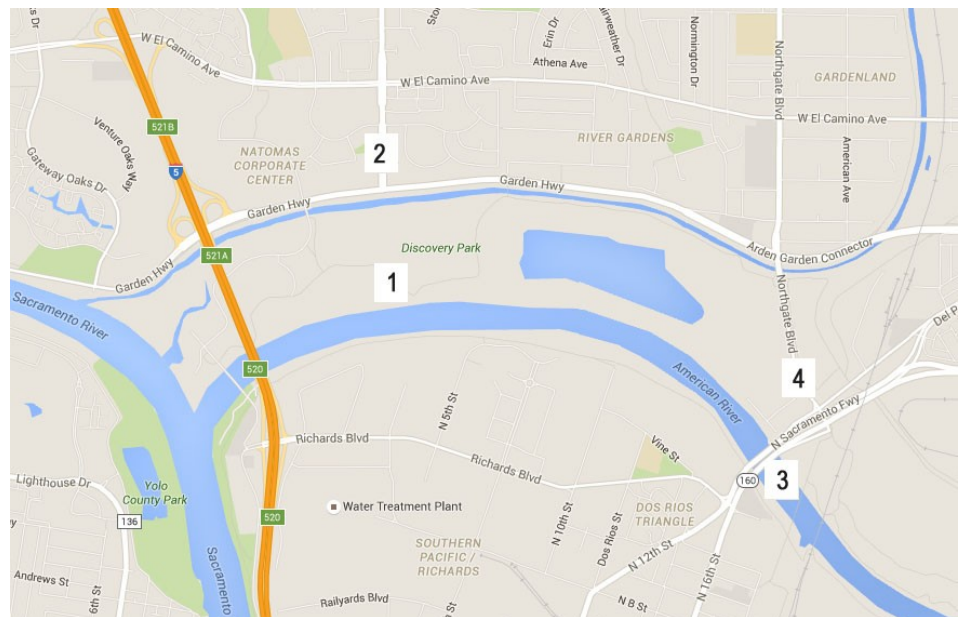 Oaks Dr
W El Camino Ave
Erin Dr
Athena Ave
Normington Dr
Northgate Blvd
GARDENLAND
W El Camino Ave
W El Camino Ave
521B
Venture Oaks Way
Gateway Oaks Dr
5
NATOMAS
CORPORATE
CENTER
2
RIVER GARDENS
American Ave
Garden Hwy
Garden Hwy
521A
Discovery Park
Garden Hwy
Arden Garden Connector
1
Sacramento River
Northgate Blvd
Del P
520
4
American River
N Sacramento Fwy
N 5th St
Richards Blvd
Richards Blvd
Vine St
160
3
Lighthouse Dr
Yolo
County Park
136
520
Water Treatment Plant
DOS RIOS
TRIANGLE
N 10th St
Dos Rios St
N 12th St
N 16th St
SOUTHERN
PACIFIC /
RICHARDS
Sacramento
Andrews St
6th St
Railyards Blvd
N B St